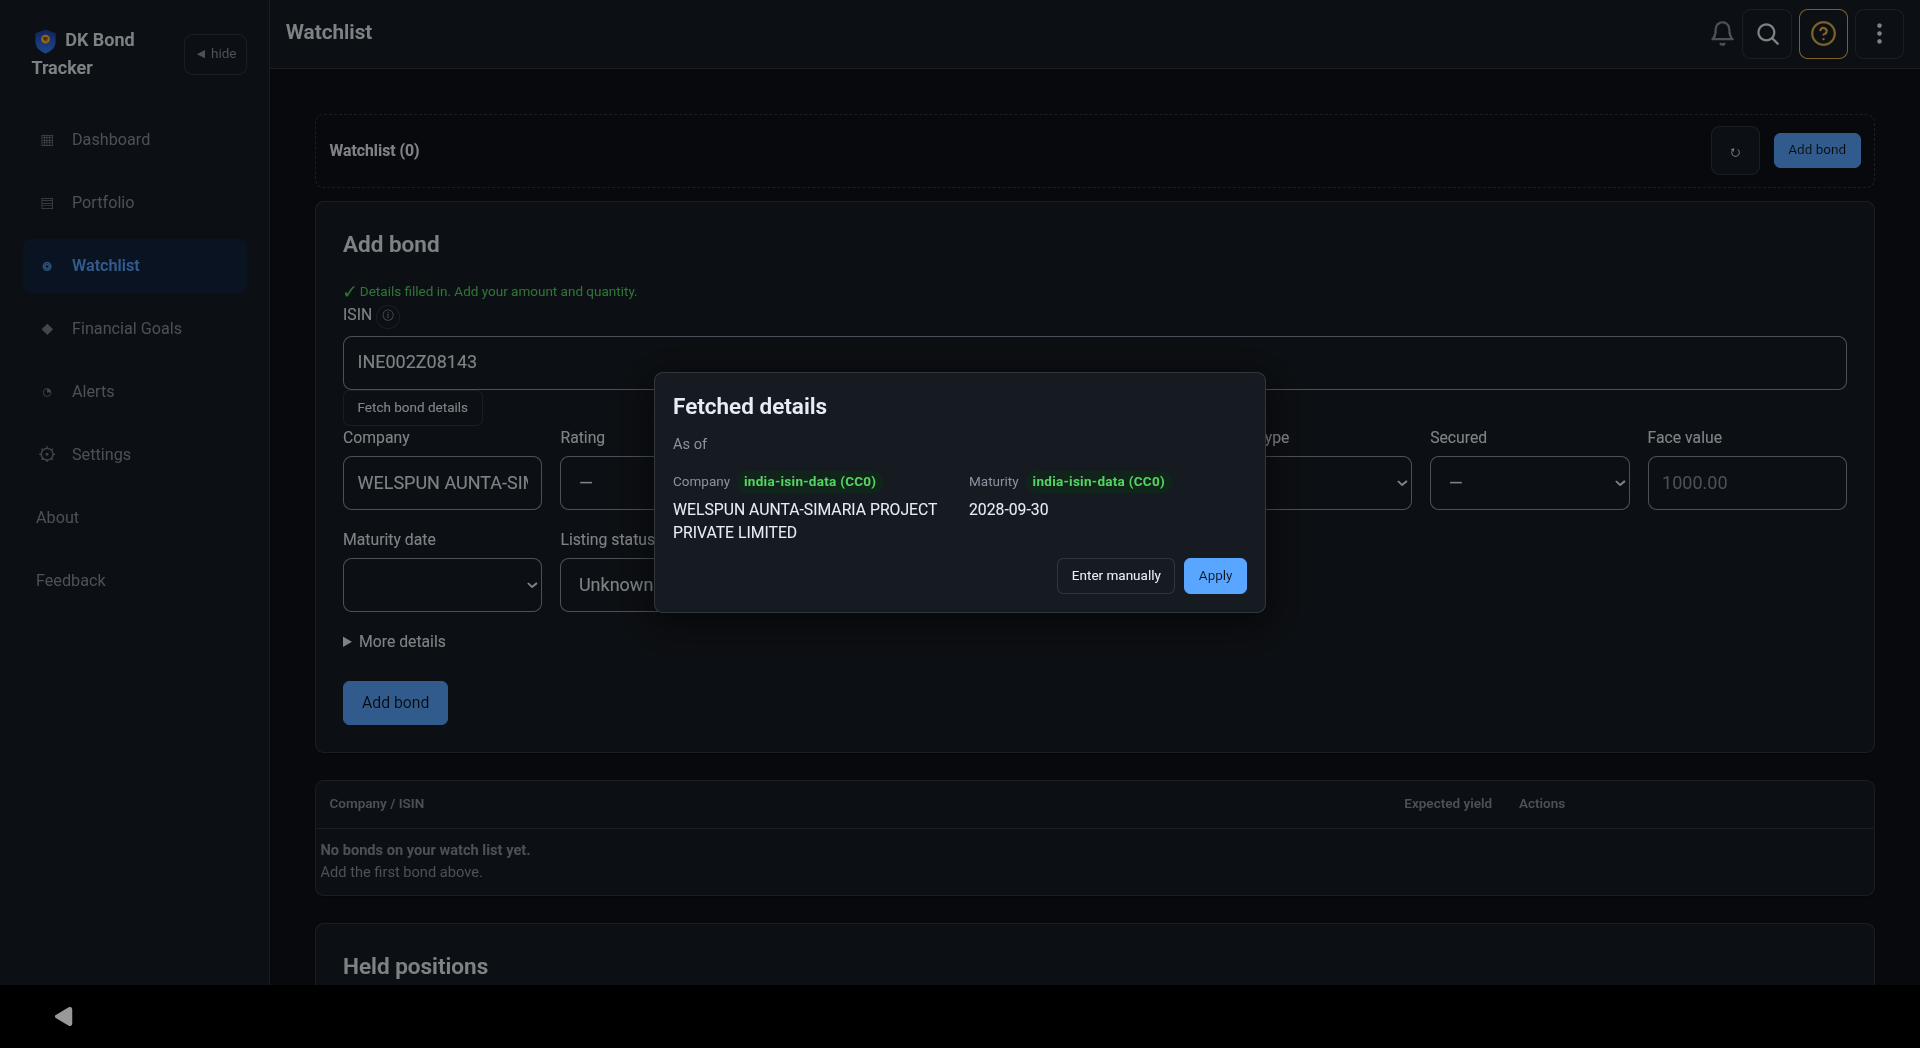 DK Bond
Tracker
◄ hide
Dashboard
Portfolio
Watchlist
Financial Goals
Alerts
Settings
About
Feedback
Watchlist
Watchlist (0)
Add bond
Add bond
✓ Details filled in. Add your amount and quantity.
ISIN
INE002Z08143
Fetch bond details
Company
Rating
ype
Secured
Face value
WELSPUN AUNTA-SIM
—
—
1000.00
Maturity date
Listing status
Unknown
▶ More details
Add bond
Fetched details
As of
Company india-isin-data (CC0)
WELSPUN AUNTA-SIMARIA PROJECT
PRIVATE LIMITED
Maturity india-isin-data (CC0)
2028-09-30
Enter manually
Apply
Company / ISIN
Expected yield
Actions
No bonds on your watch list yet.
Add the first bond above.
Held positions